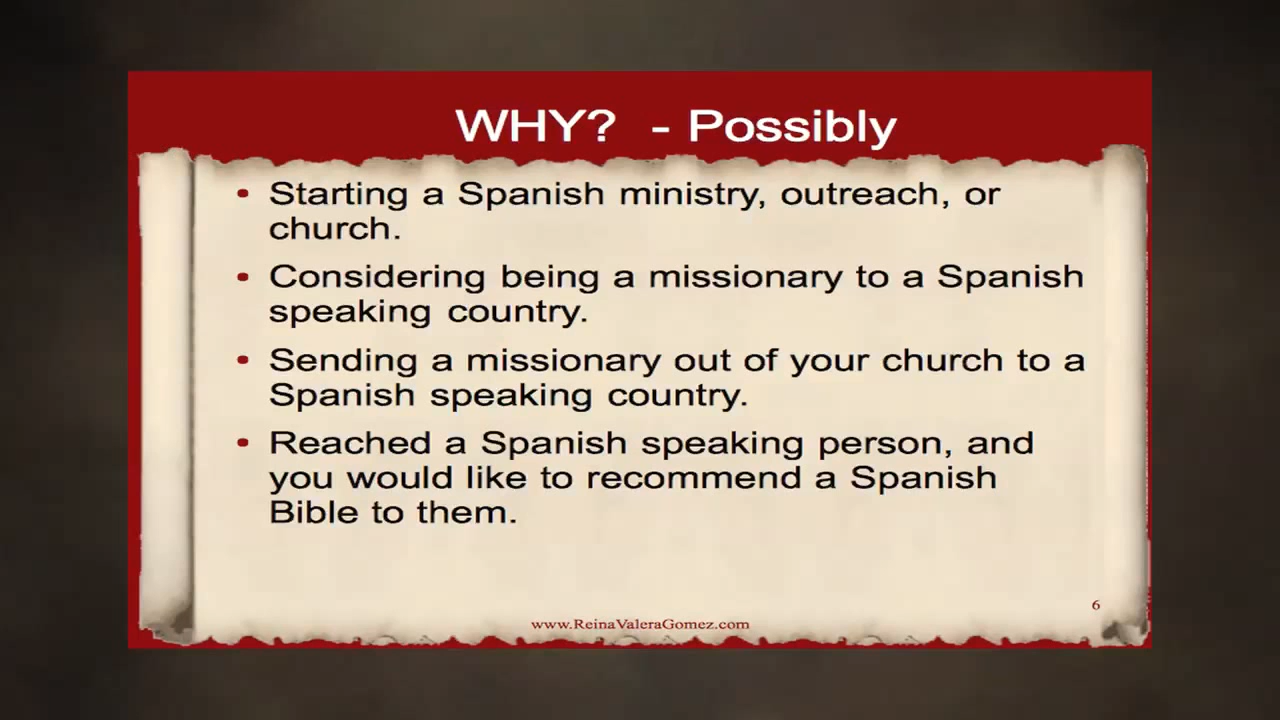 WHY? - Possibly
• Starting a Spanish ministry, outreach, or
church.
• Considering being a missionary to a Spanish
speaking country.
• Sending a missionary out of your church to a
Spanish speaking country.
• Reached a Spanish speaking person, and
you would like to recommend a Spanish
Bible to them.
6
www.ReinaValeraGomez.com